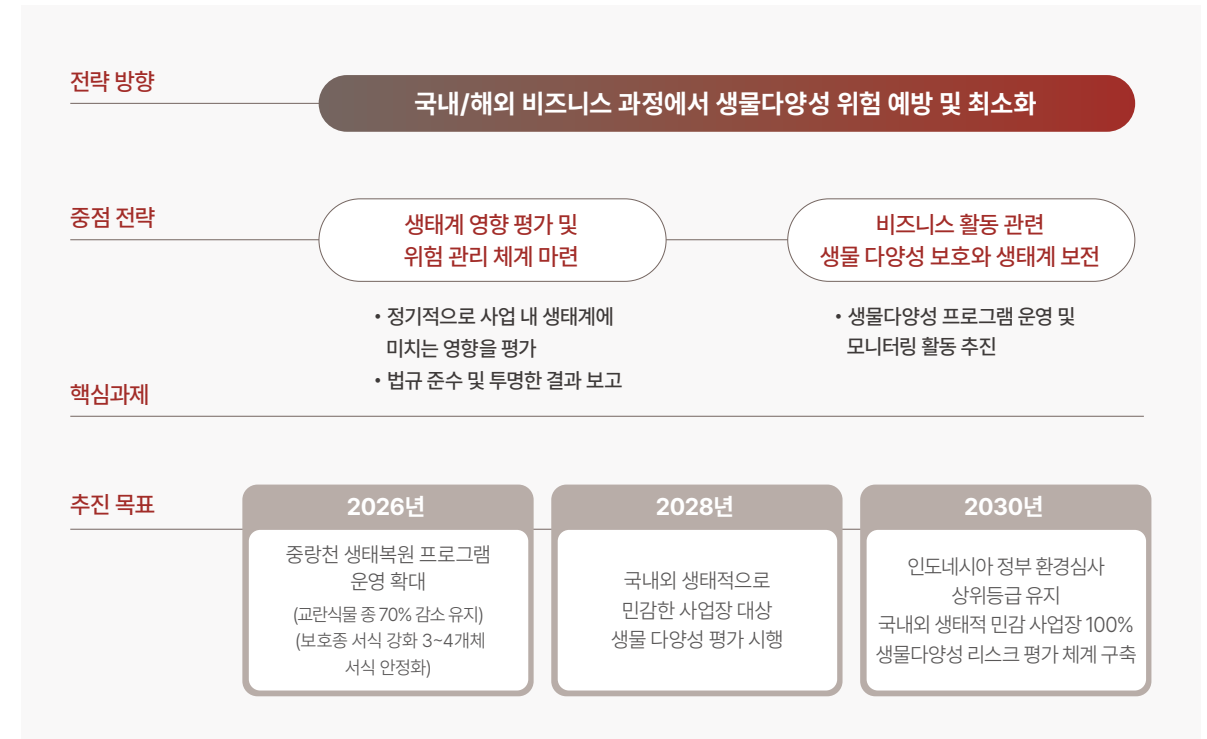 전략 방향
국내/해외 비즈니스 과정에서 생물다양성 위험 예방 및 최소화
중점 전략
생태계 영향 평가 및
위험 관리 체계 마련
비즈니스 활동 관련
생물 다양성 보호와 생태계 보전
• 정기적으로 사업 내 생태계에
미치는 영향을 평가
• 법규 준수 및 투명한 결과 보고
• 생물다양성 프로그램 운영 및
모니터링 활동 추진
핵심과제
추진 목표
2026년
중랑천 생태복원 프로그램
운영 확대
(교란식물 종 70% 감소 유지)
(보호종 서식 강화 3~4개체
서식 안정화)
2028년
국내외 생태적으로
민감한 사업장 대상
생물 다양성 평가 시행
2030년
인도네시아 정부 환경심사
상위등급 유지
국내외 생태적 민감 사업장 100%
생물다양성 리스크 평가 체계 구축